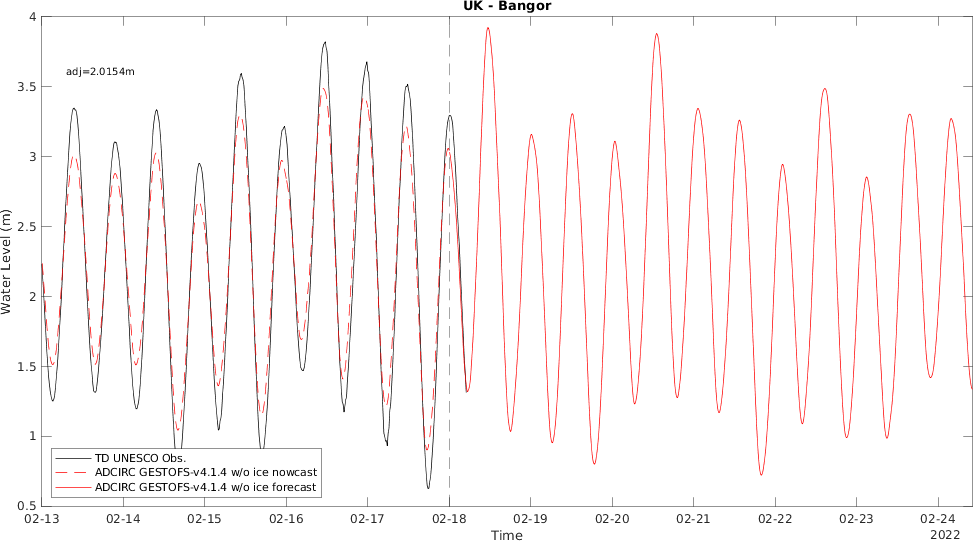 UK - Bangor
adj=2.0154m
4
3.5
3
2.5
2
1.5
1
0.5
Water Level (m)
TD UNESCO Obs.
ADCIRC GESTOFS-v4.1.4 w/o ice nowcast
ADCIRC GESTOFS-v4.1.4 w/o ice forecast
02-13 02-14 02-15 02-16 02-17 02-18 02-19 02-20 02-21 02-22 02-23 02-24
Time
2022